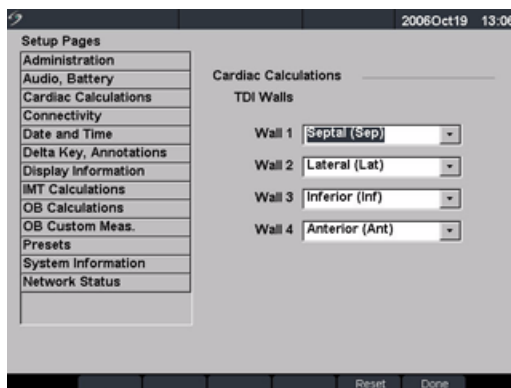 2006Oct19 13:06
Setup Pages
Administration
Audio, Battery
Cardiac Calculations
Connectivity
Date and Time
Delta Key, Annotations
Display Information
IMT Calculations
OB Calculations
OB Custom Meas.
Presets
System Information
Network Status
Cardiac Calculations
TDI Walls
Wall 1 Septal (Sep)
Wall 2 Lateral (Lat)
Wall 3 Inferior (Inf)
Wall 4 Anterior (Ant)
Reset Done